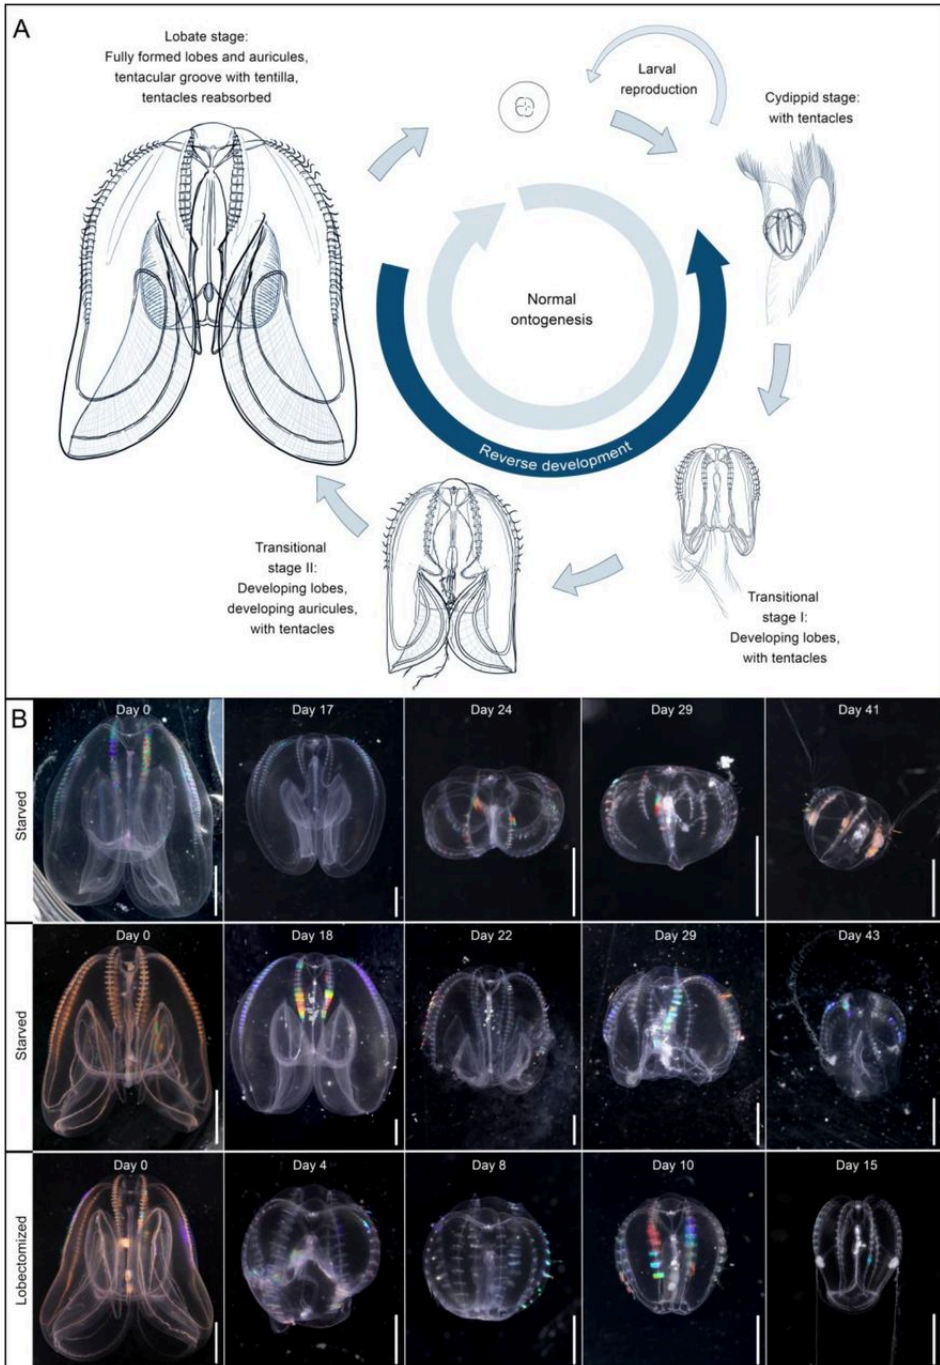 A
Lobate stage:
Fully formed lobes and auricules,
tentacular groove with tentilla,
tentacles reabsorbed
Larval
reproduction
Cydippid stage:
with tentacles
Normal
ontogenesis
Reverse development
Transitional
stage II:
Developing lobes,
developing auricules,
with tentacles
Transitional
stage I:
Developing lobes,
with tentacles
B
Starved
Day 0
Day 17
Day 24
Day 29
Day 41
Starved
Day 0
Day 18
Day 22
Day 29
Day 43
Lobectomized
Day 0
Day 4
Day 8
Day 10
Day 15